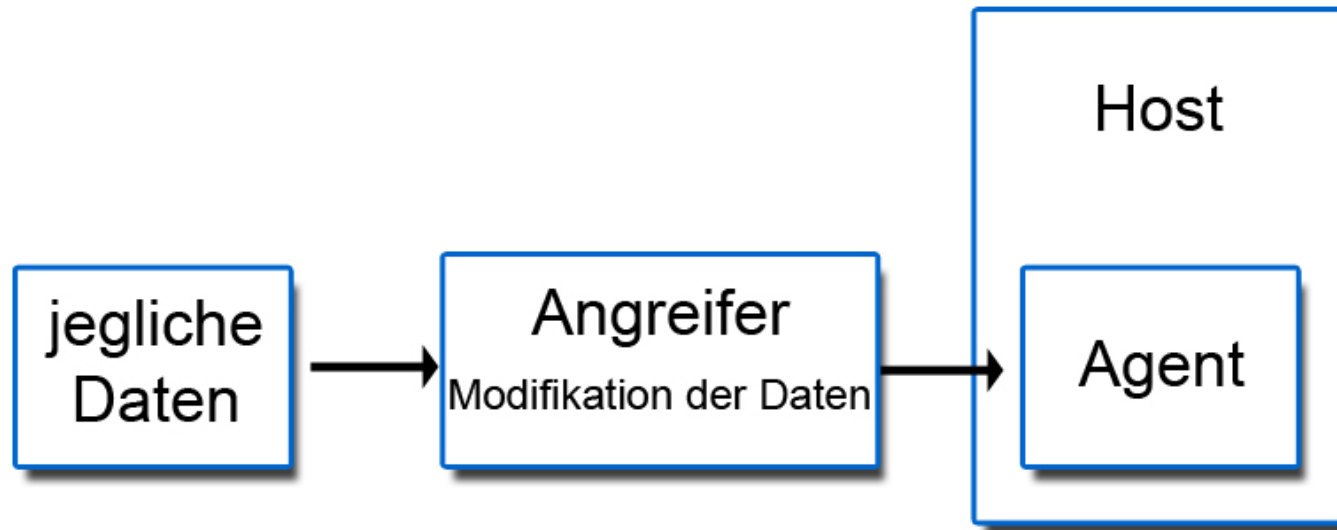 jegliche
Daten
Angreifer
Modifikation der Daten
Host
Agent